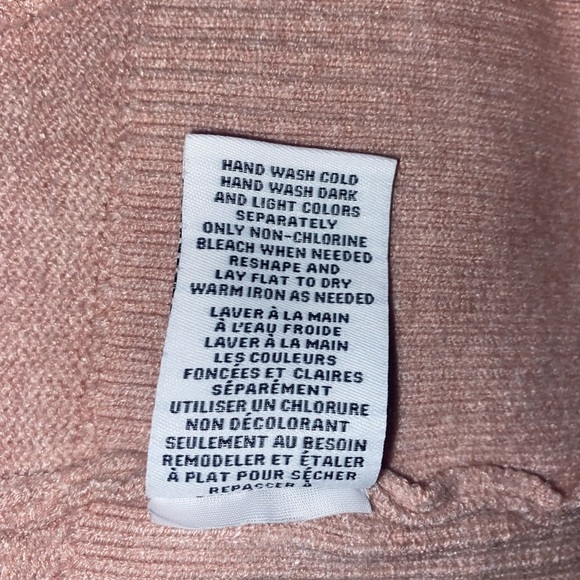 HAND WASH COLD
HAND WASH DARK
AND LIGHT COLORS
SEPARATELY
ONLY NON-CHLORINE
BLEACH WHEN NEEDED
RESHAPE AND
LAY FLAT TO DRY
WARM IRON AS NEEDED
LAVER À LA MAIN
À L'EAU FROIDE
LAVER À LA MAIN
LES COULEURS
FONCÉES ET CLAIRES
SÉPARÉMENT
UTILISER UN CHLORURE
NON DÉCOLORANT
SEULEMENT AU BESOIN
REMODELER ET ÉTALER
À PLAT POUR SÉCHER
REPASSER À